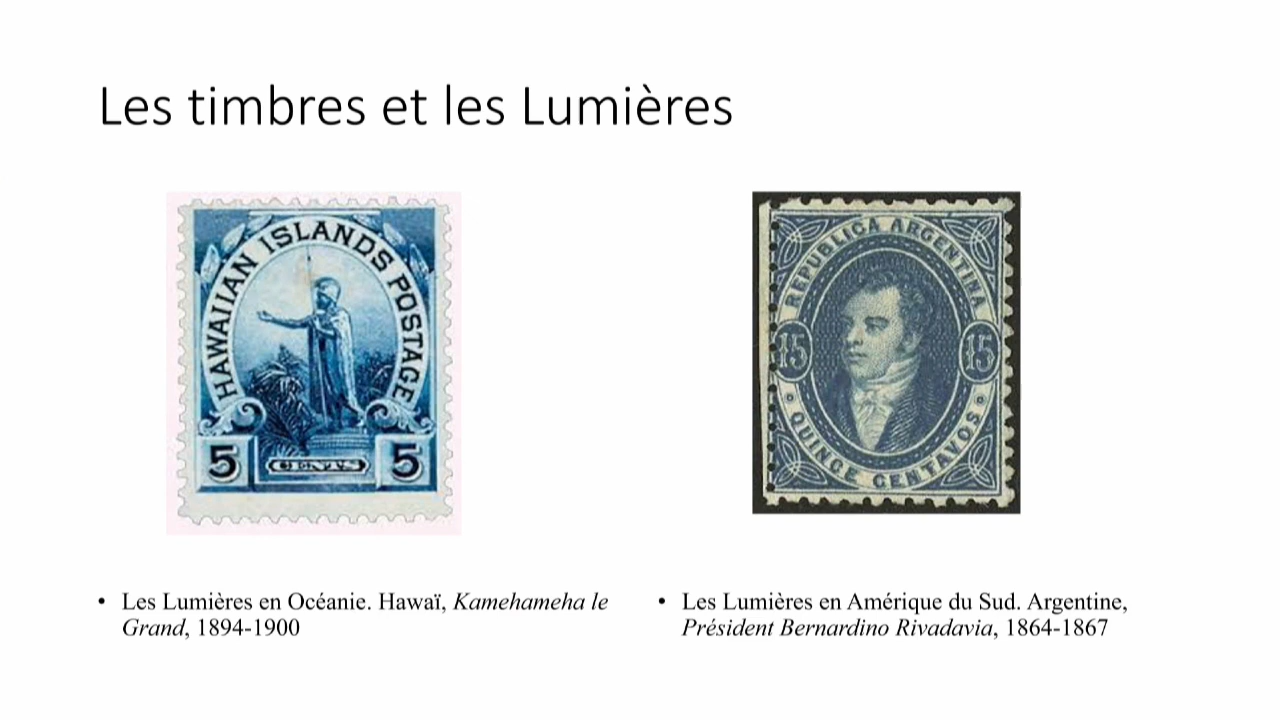 Les timbres et les Lumières
HAWAIIAN ISLANDS POSTAGE
5
CENTS
5
REPUBLICA ARGENTINA
15
15
QUINCE CENTAVOS
• Les Lumières en Océanie. Hawaï, Kamehameha le
Grand, 1894-1900
• Les Lumières en Amérique du Sud. Argentine,
Président Bernardino Rivadavia, 1864-1867